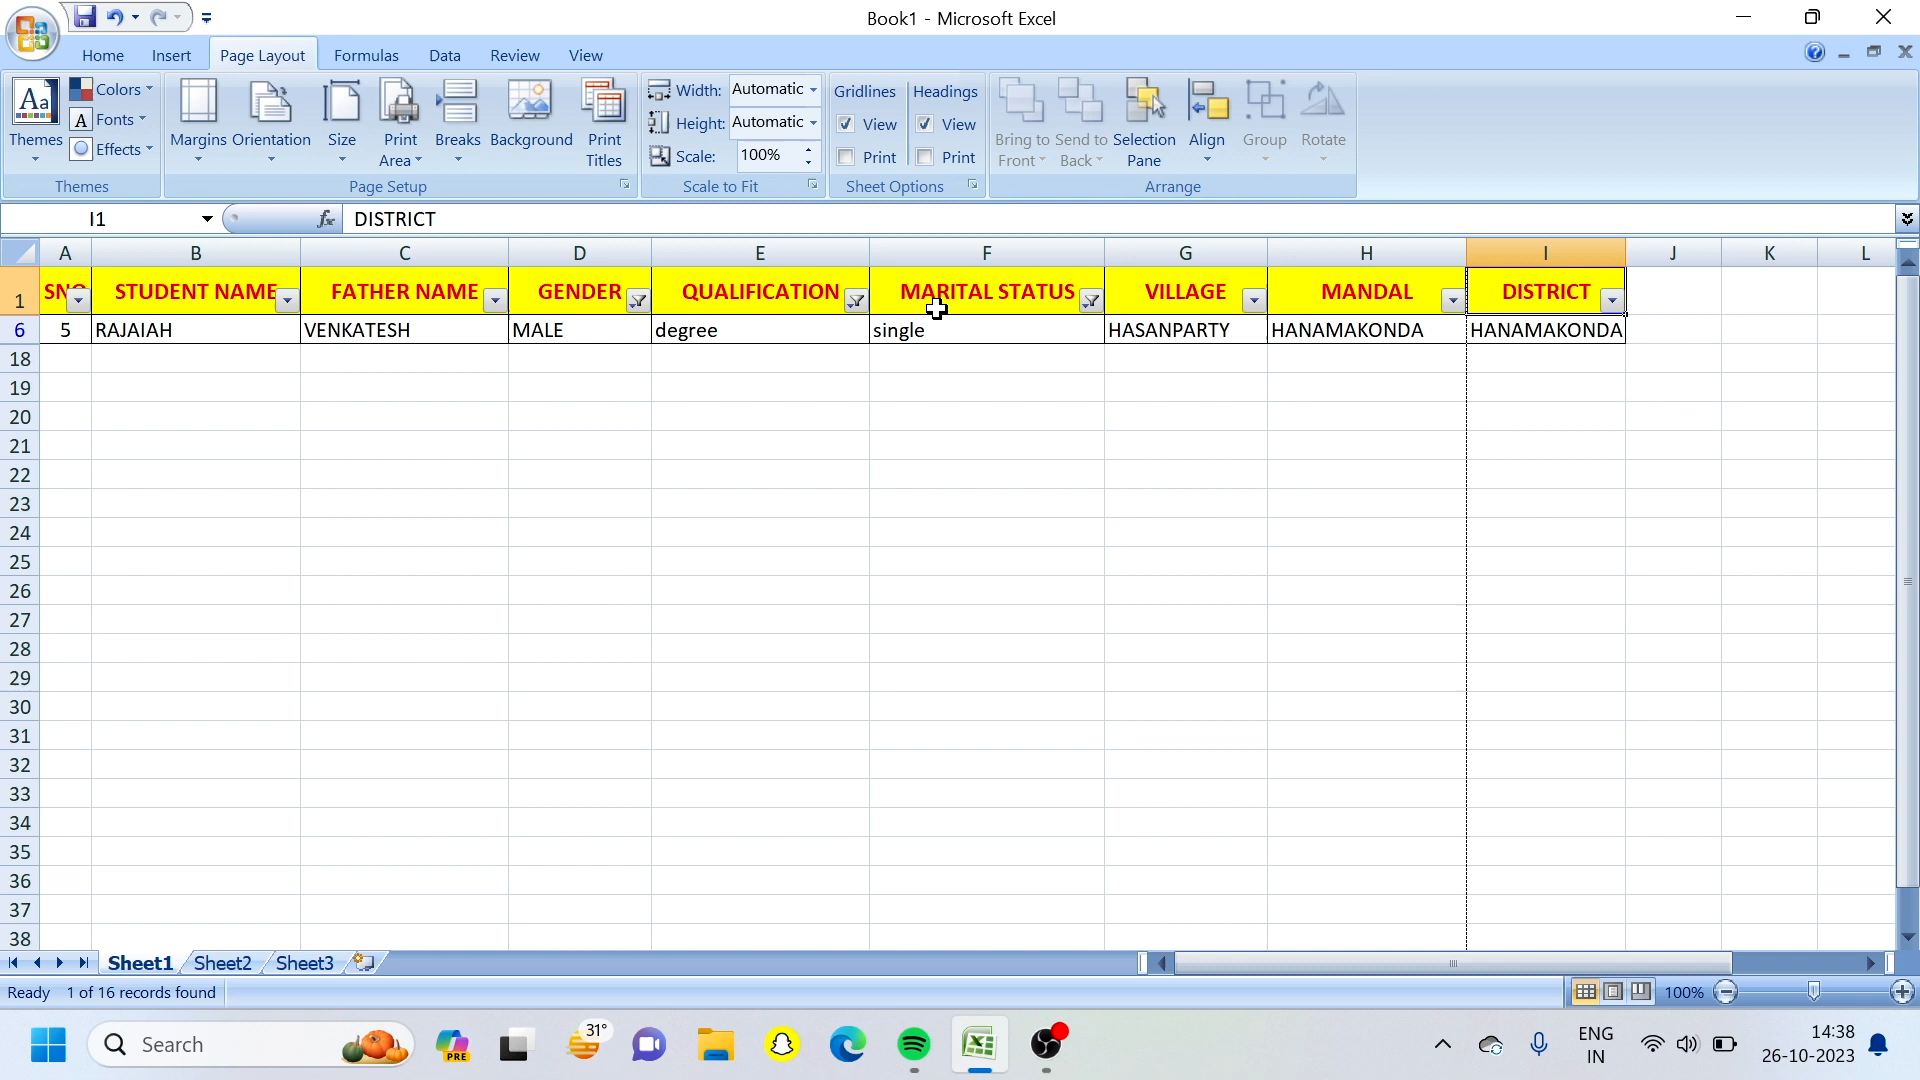 Book1 - Microsoft Excel
Home Insert Page Layout Formulas Data Review View
Aa Themes
Colors
A Fonts
Effects
Themes
Margins Orientation Size Print Area Breaks Background Print Titles
Page Setup
Width: Automatic
Height: Automatic
Scale: 100%
Scale to Fit
Gridlines Headings
View View
Print Print
Sheet Options
Bring to Front Send to Back Selection Pane Align Group Rotate
Arrange
I1 fx DISTRICT
A B C D E F G H I J K L
1 SNO STUDENT NAME FATHER NAME GENDER QUALIFICATION MARITAL STATUS VILLAGE MANDAL DISTRICT
6 5 RAJAIAH VENKATESH MALE degree single HASANPARTY HANAMAKONDA HANAMAKONDA
18
19
20
21
22
23
24
25
26
27
28
29
30
31
32
33
34
35
36
37
38
Sheet1 Sheet2 Sheet3
Ready 1 of 16 records found 100%
Search PRE 31° ENG IN 14:38 26-10-2023